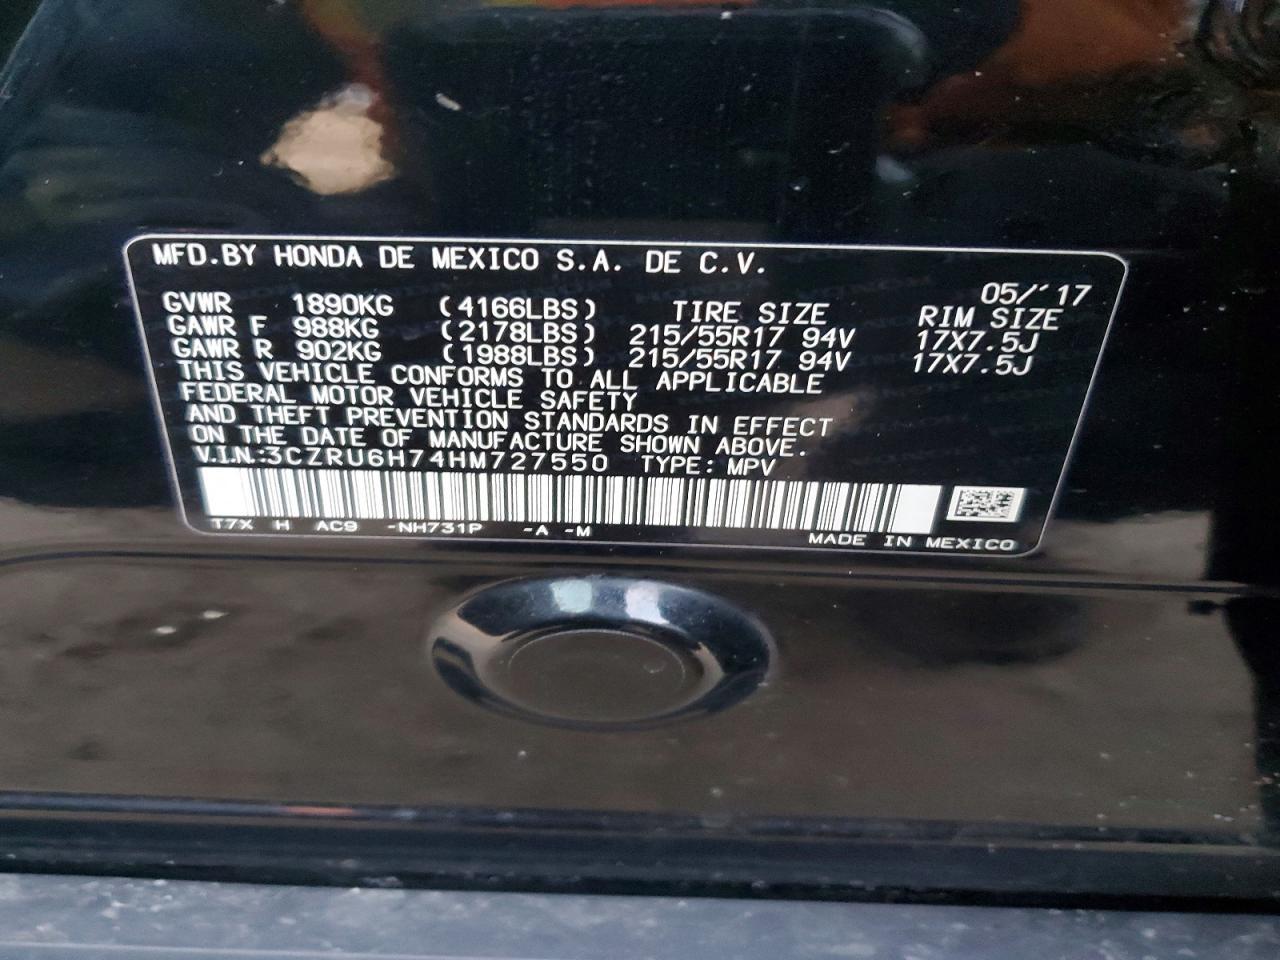 MFD.BY HONDA DE MEXICO S.A. DE C.V.
05/'17
GVWR 1890KG (4166LBS) TIRE SIZE RIM SIZE
GAWR F 988KG (2178LBS) 215/55R17 94V 17X7.5J
GAWR R 902KG (1988LBS) 215/55R17 94V 17X7.5J
THIS VEHICLE CONFORMS TO ALL APPLICABLE
FEDERAL MOTOR VEHICLE SAFETY
AND THEFT PREVENTION STANDARDS IN EFFECT
ON THE DATE OF MANUFACTURE SHOWN ABOVE.
V.I.N.:3CZRU6H74HM727550 TYPE: MPV
T7X H AC9 -NH731P -A -M
MADE IN MEXICO